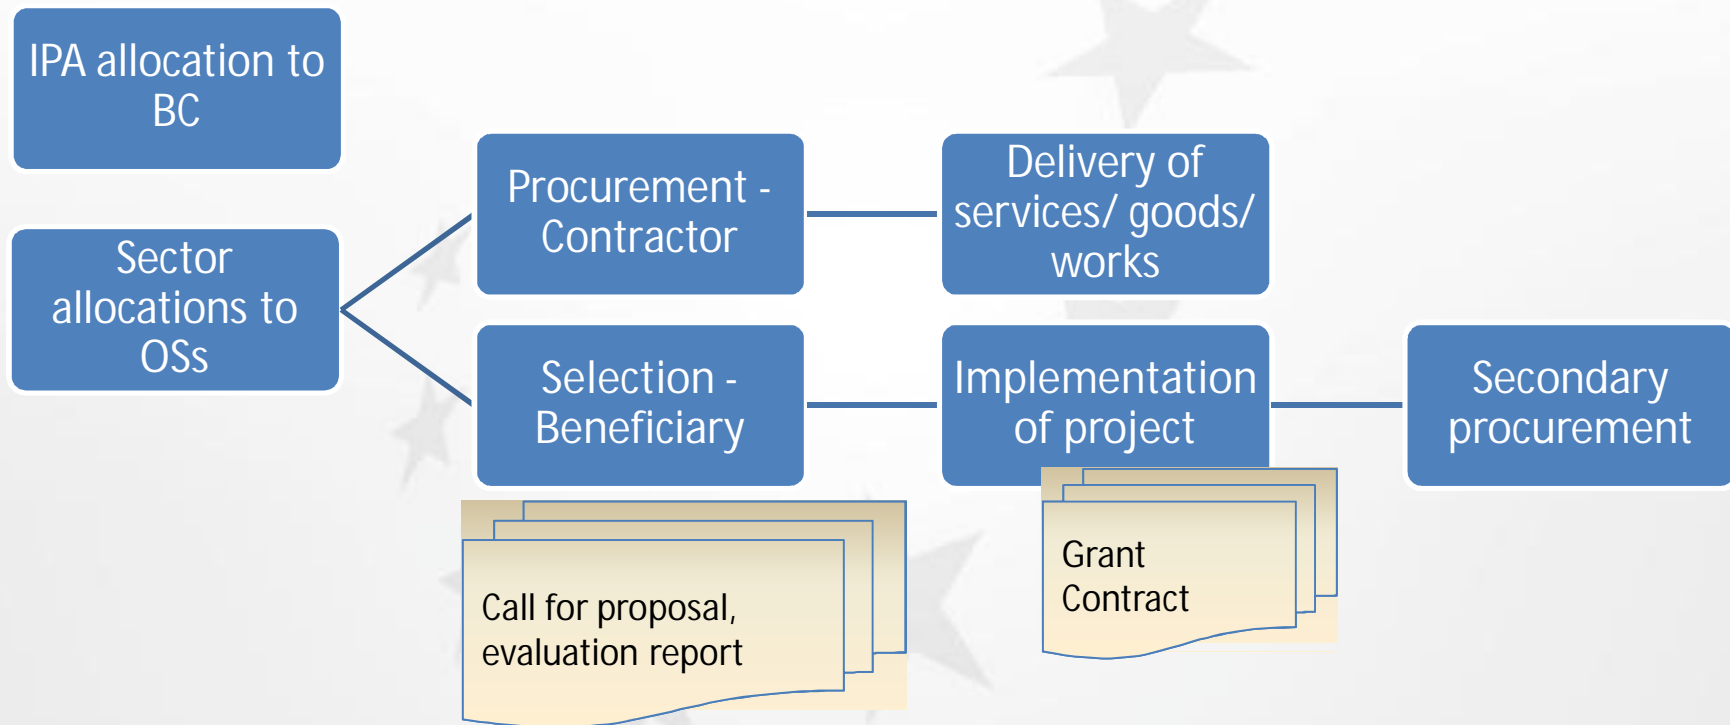 IPA allocation to
BC
Sector
allocations to
OSs
Procurement -
Contractor
Delivery of
services/ goods/
works
Selection -
Beneficiary
Implementation
of project
Secondary
procurement
Call for proposal,
evaluation report
Grant
Contract